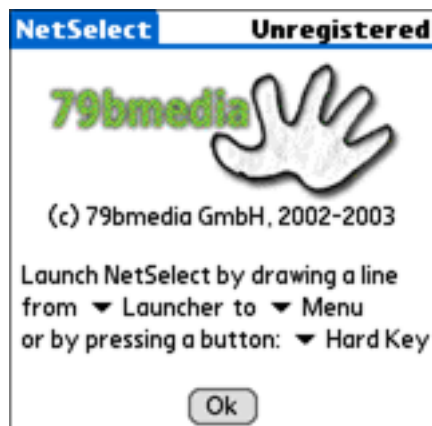 NetSelect Unregistered
79bmedia
(c) 79bmedia GmbH, 2002-2003
Launch NetSelect by drawing a line
from Launcher to Menu
or by pressing a button: Hard Key
Ok